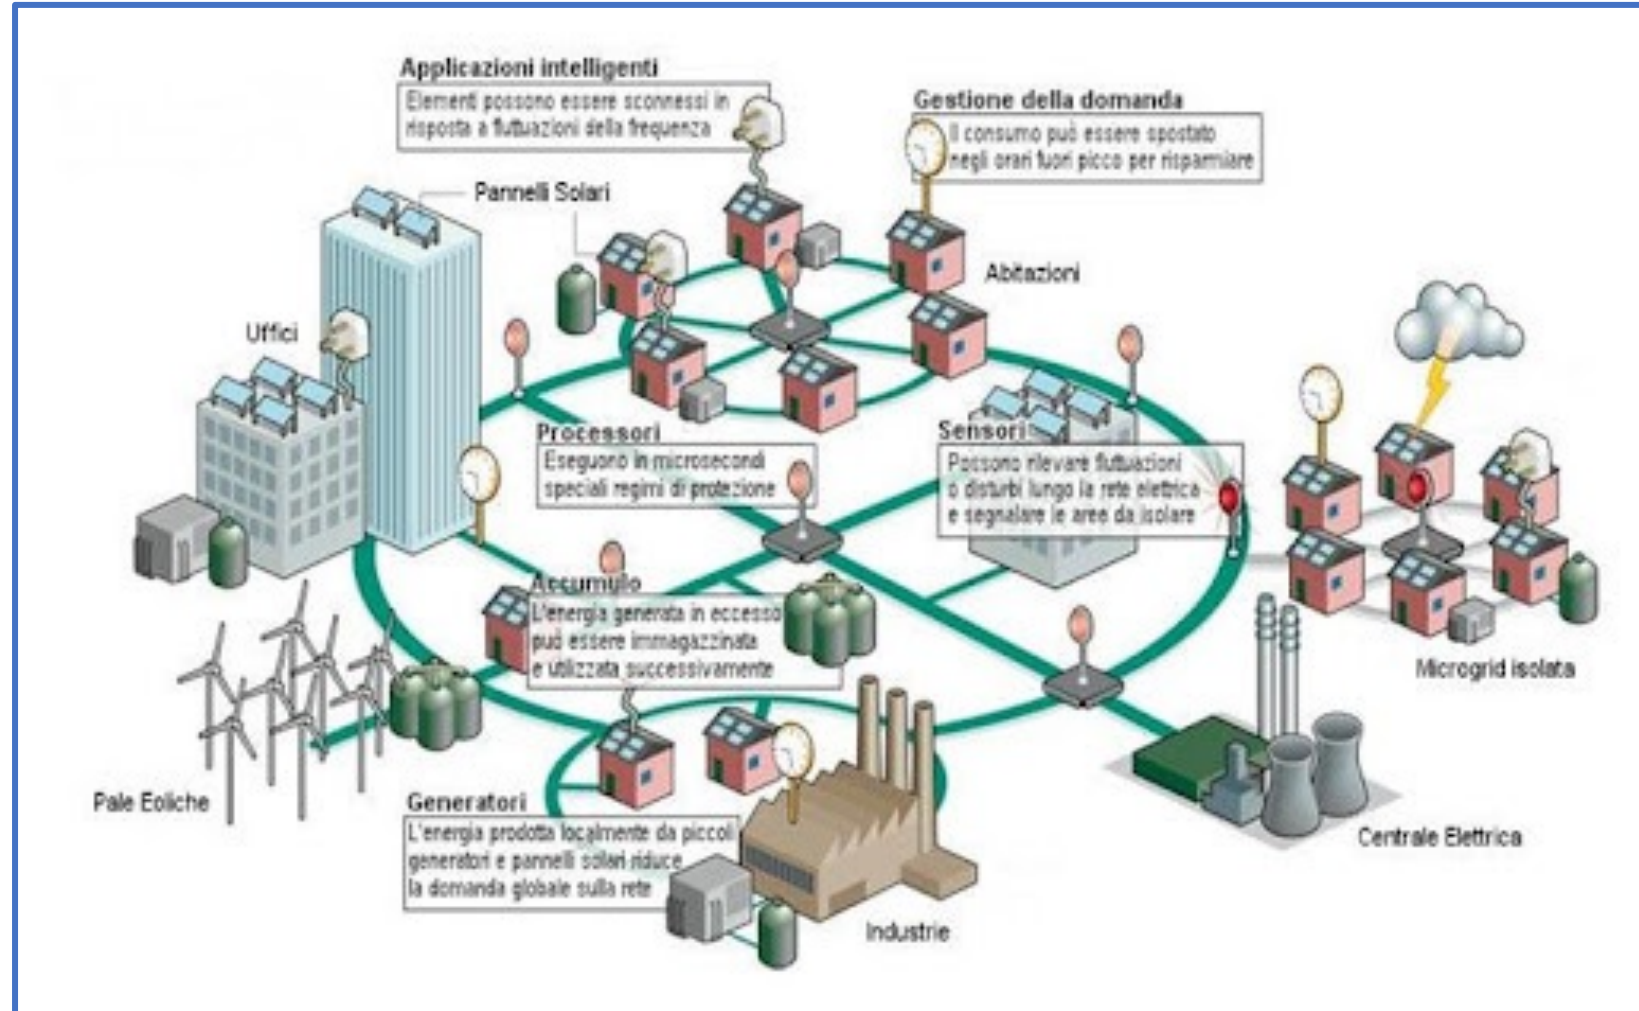 Applicazioni intelligenti
Elementi possono essere sconnessi in
risposta a fluttuazioni della frequenza
Gestione della domanda
Il consumo può essere spostato
negli orari fuori picco per risparmiare
Pannelli Solari
Abitazioni
Uffici
Processori
Eseguono in microsecondi
speciali regimi di protezione
Sensori
Possono rilevare fluttuazioni
o disturbi lungo la rete elettrica
e segnalare le aree da isolare
Accumulo
L'energia generata in eccesso
può essere immagazzinata
e utilizzata successivamente
Microgrid isolata
Pale Eoliche
Generatori
L'energia prodotta localmente da piccoli
generatori e pannelli solari riduce
la domanda globale sulla rete
Centrale Elettrica
Industrie